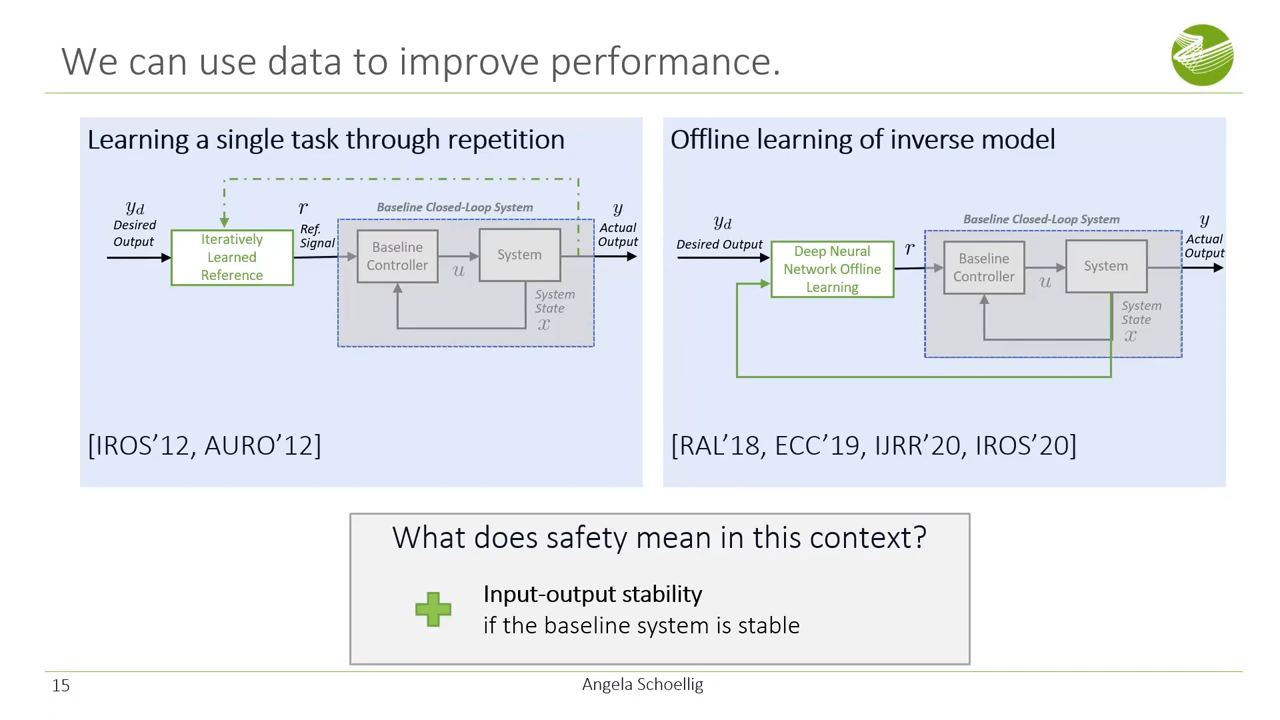 We can use data to improve performance.
Learning a single task through repetition
y_d
Desired
Output
Iteratively
Learned
Reference
r
Ref.
Signal
Baseline Closed-Loop System
Baseline
Controller
u
System
System
State
x
y
Actual
Output
[IROS’12, AURO’12]
Offline learning of inverse model
y_d
Desired Output
Deep Neural
Network Offline
Learning
r
Baseline Closed-Loop System
Baseline
Controller
u
System
System
State
x
y
Actual
Output
[RAL’18, ECC’19, IJRR’20, IROS’20]
What does safety mean in this context?
Input-output stability
if the baseline system is stable
15
Angela Schoellig